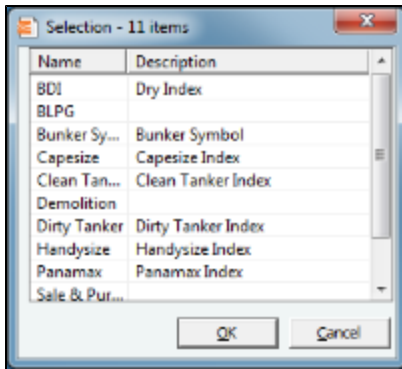 Selection - 11 items
Name Description
BDI Dry Index
BLPG
Bunker Sy... Bunker Symbol
Capesize Capesize Index
Clean Tan... Clean Tanker Index
Demolition
Dirty Tanker Dirty Tanker Index
Handysize Handysize Index
Panamax Panamax Index
Sale & Pur...
OK Cancel